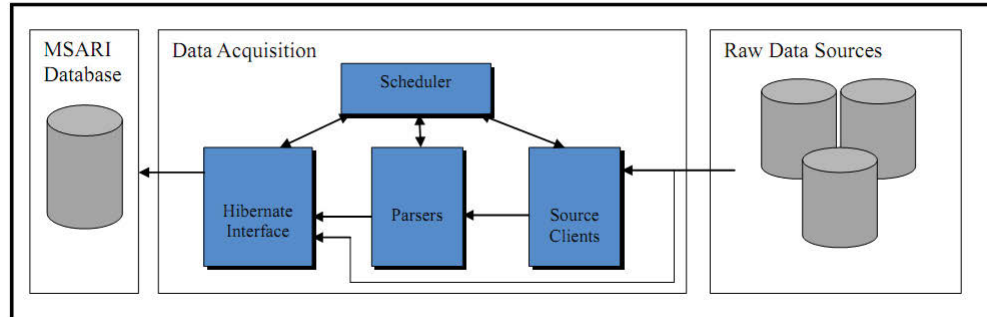 MSARI
Database
Data Acquisition
Raw Data Sources
Scheduler
Hibernate
Interface
Parsers
Source
Clients